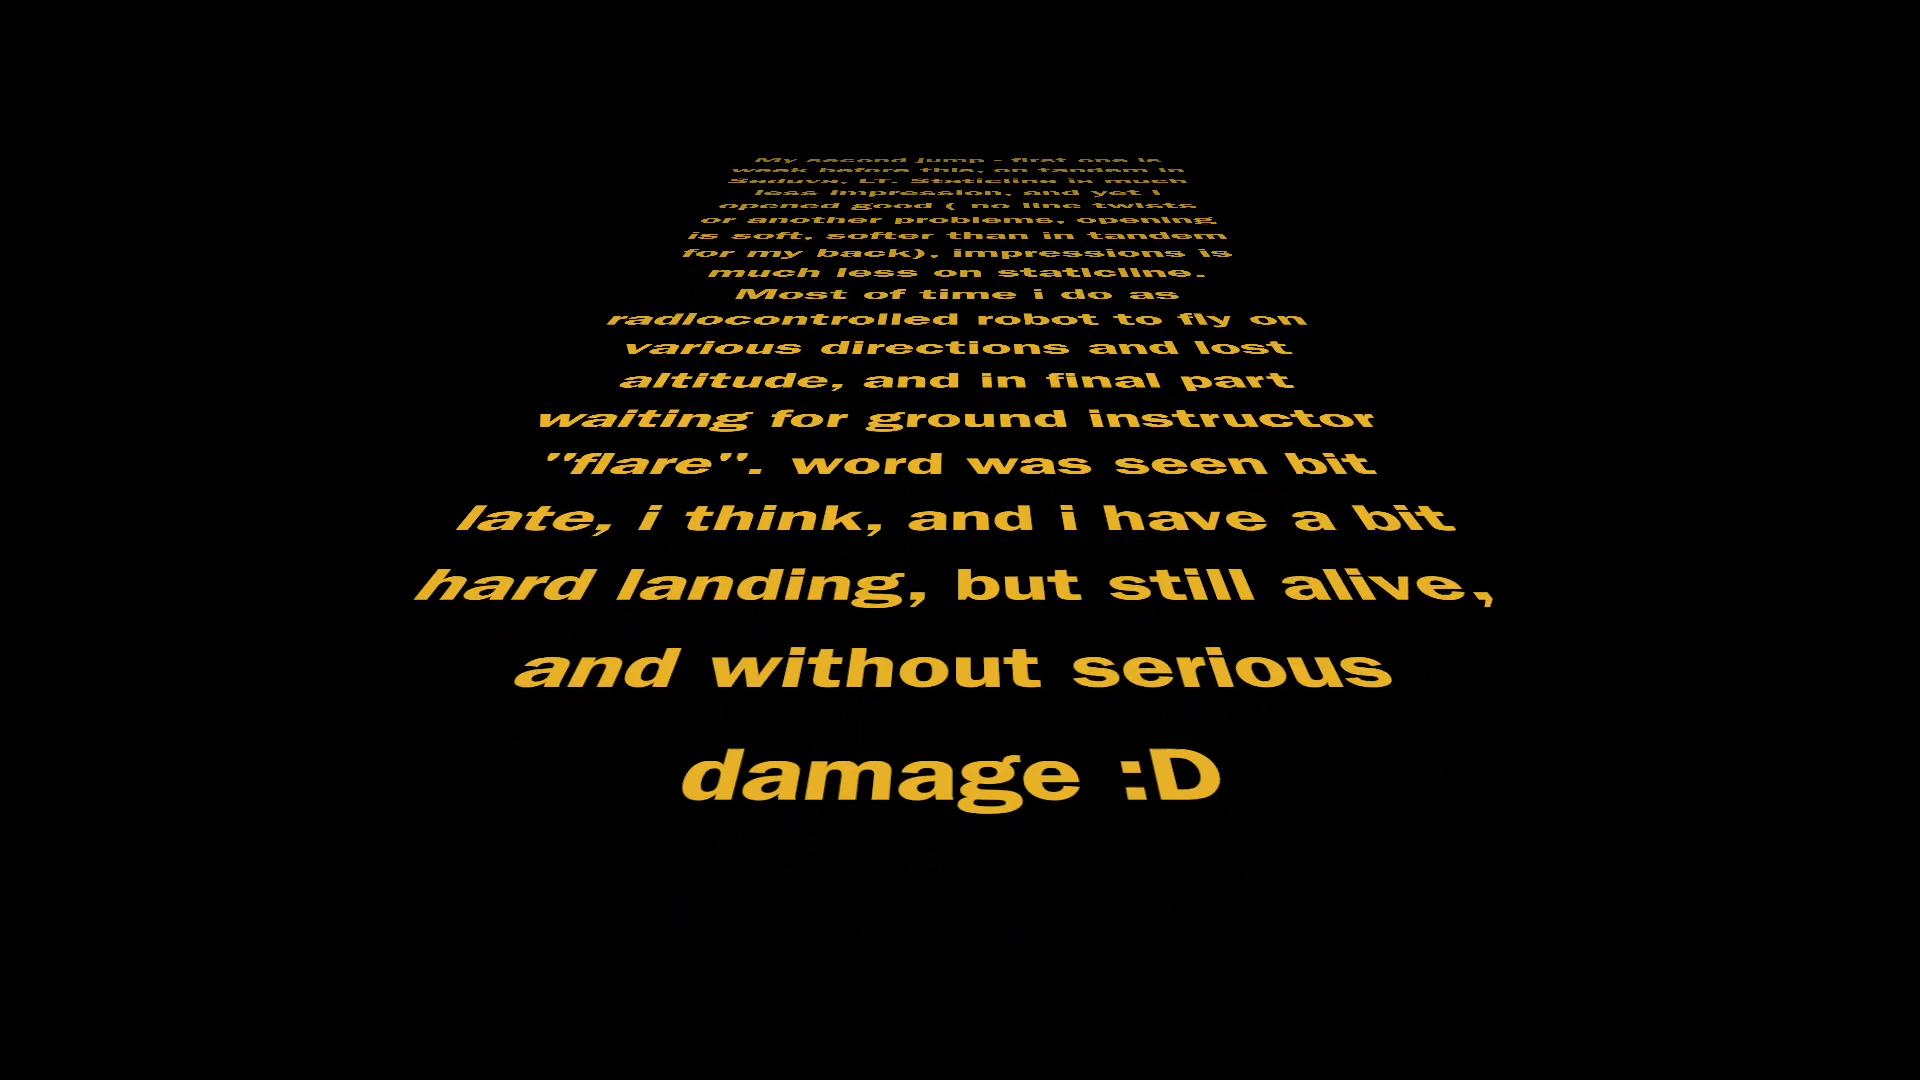 My second jump - first one is
week before this, on tandem in
Seduva, LT. Staticline is much
less impression, and yet i
opened good ( no line twists
or another problems, opening
is soft, softer than in tandem
for my back), impressions is
much less on staticline.
Most of time i do as
radiocontrolled robot to fly on
various directions and lost
altitude, and in final part
waiting for ground instructor
"flare". word was seen bit
late, i think, and i have a bit
hard landing, but still alive,
and without serious
damage :D